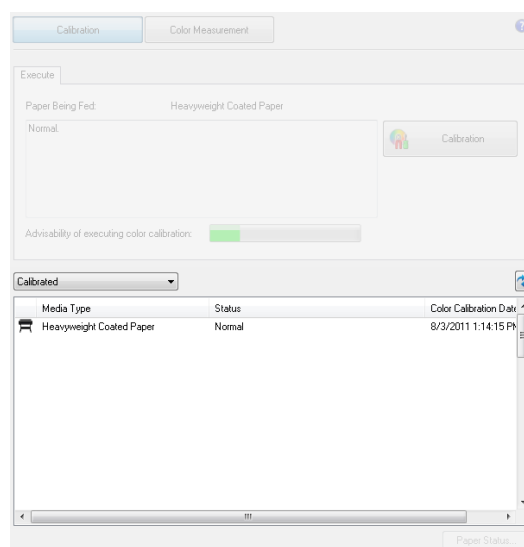 Calibration Color Measurement
Execute
Paper Being Fed: Heavyweight Coated Paper
Normal.
Calibration
Advisability of executing color calibration:
Calibrated
Media Type Status Color Calibration Date
Heavyweight Coated Paper Normal 8/3/2011 1:14:15 PM
Paper Status...